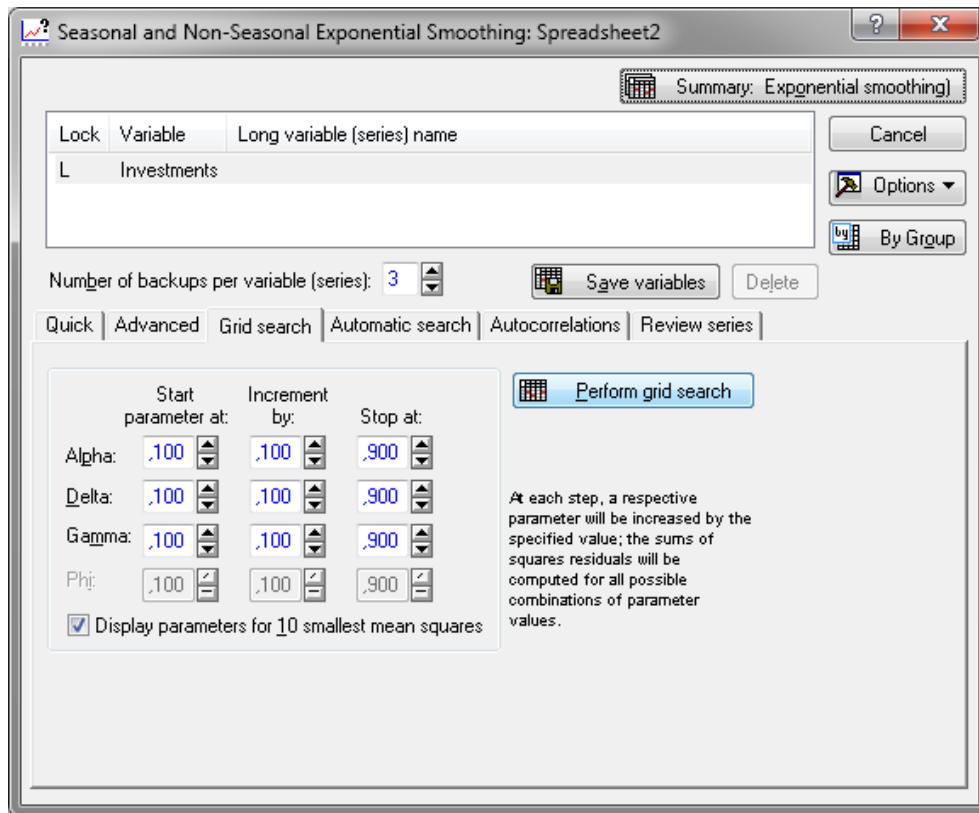 Seasonal and Non-Seasonal Exponential Smoothing: Spreadsheet2
?
X
Summary: Exponential smoothing)
Lock Variable Long variable (series) name
L Investments
Cancel
Options
By Group
Number of backups per variable (series): 3
Save variables
Delete
Quick Advanced Grid search Automatic search Autocorrelations Review series
Start Increment
parameter at: by: Stop at:
Alpha: ,100 ,100 ,900
Delta: ,100 ,100 ,900
Gamma: ,100 ,100 ,900
Phi: ,100 ,100 ,900
Display parameters for 10 smallest mean squares
Perform grid search
At each step, a respective
parameter will be increased by the
specified value; the sums of
squares residuals will be
computed for all possible
combinations of parameter
values.